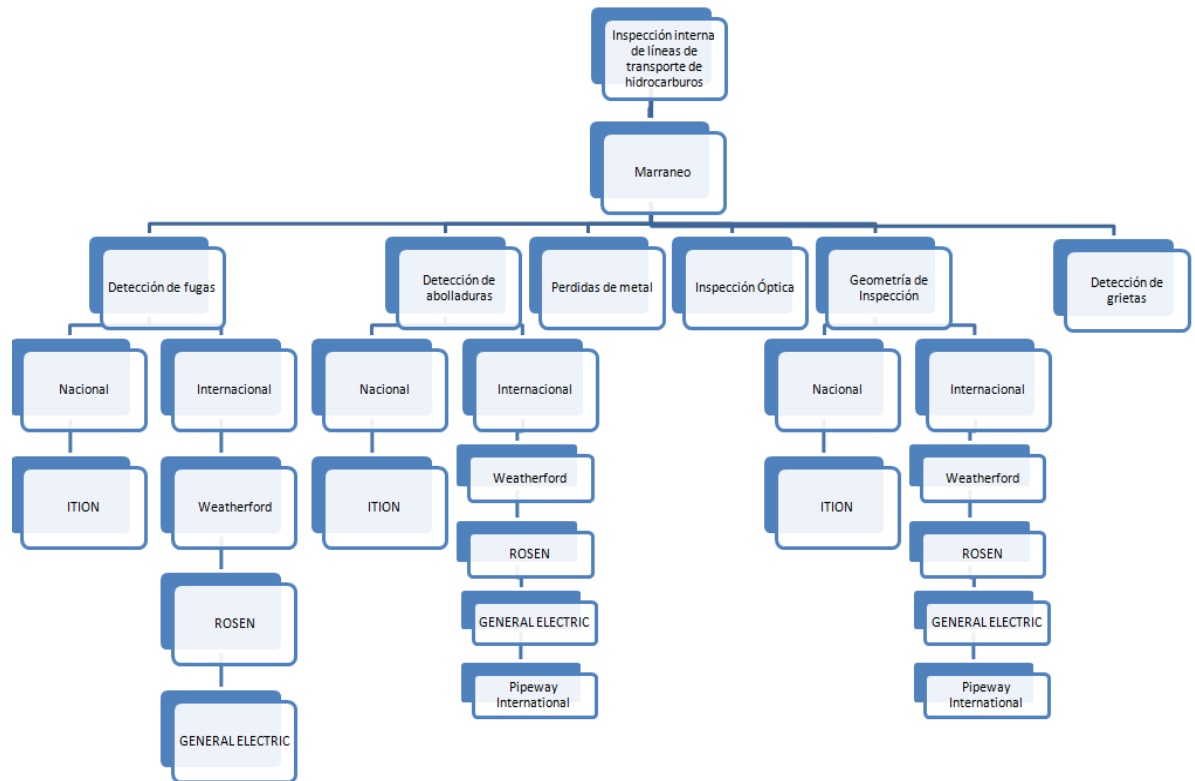 Inspección interna
de líneas de
transporte de
hidrocarburos
Marraneo
Detección de fugas
Detección de
abolladuras
Perdidas de metal
Inspección Óptica
Geometría de
Inspección
Detección de
grietas
Nacional
Internacional
Nacional
Internacional
Nacional
Internacional
ITION
Weatherford
ROSEN
GENERAL ELECTRIC
ITION
Weatherford
ROSEN
GENERAL ELECTRIC
Pipeway
International
ITION
Weatherford
ROSEN
GENERAL ELECTRIC
Pipeway
International